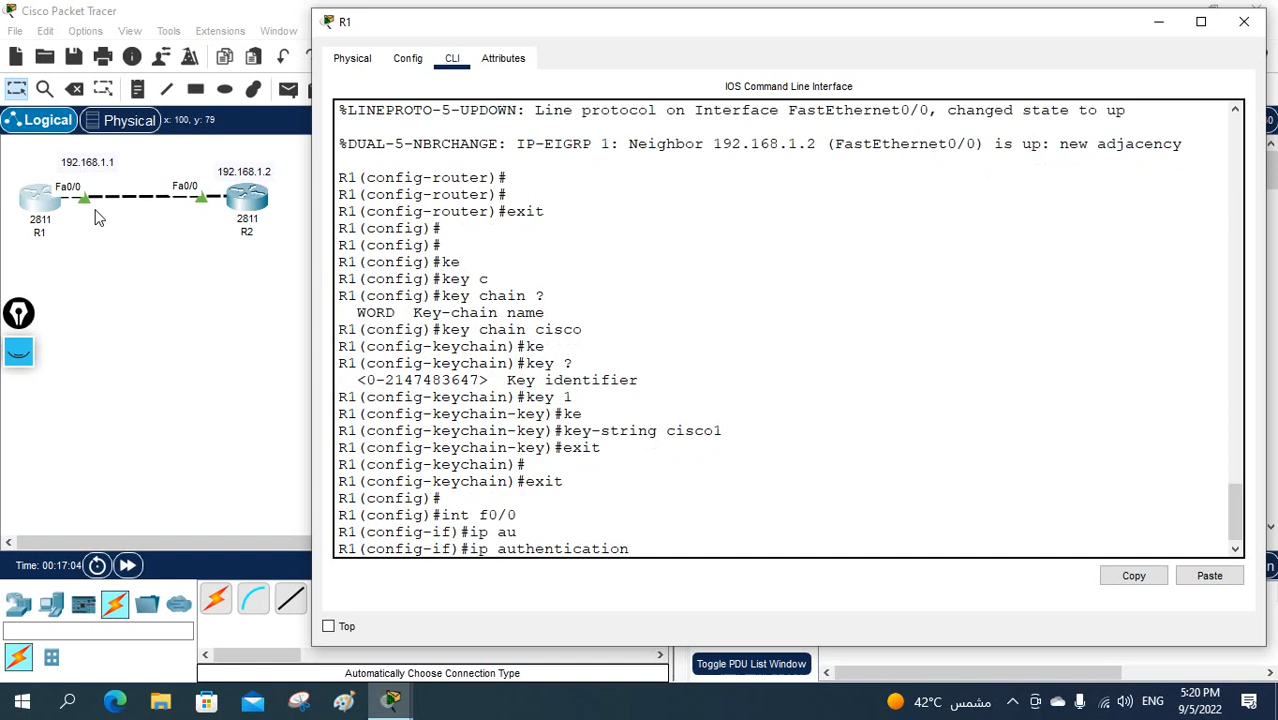 Cisco Packet Tracer
File Edit Options View Tools Extensions Window
Logical Physical x: 100, y: 79
192.168.1.1
192.168.1.2
Fa0/0
Fa0/0
2811
R1
2811
R2
R1
Physical Config CLI Attributes
IOS Command Line Interface
%LINEPROTO-5-UPDOWN: Line protocol on Interface FastEthernet0/0, changed state to up
%DUAL-5-NBRCHANGE: IP-EIGRP 1: Neighbor 192.168.1.2 (FastEthernet0/0) is up: new adjacency
R1(config-router)#
R1(config-router)#
R1(config-router)#exit
R1(config)#
R1(config)#
R1(config)#ke
R1(config)#key c
R1(config)#key chain ?
WORD Key-chain name
R1(config)#key chain cisco
R1(config-keychain)#ke
R1(config-keychain)#key ?
<0-2147483647> Key identifier
R1(config-keychain)#key 1
R1(config-keychain-key)#ke
R1(config-keychain-key)#key-string cisco1
R1(config-keychain-key)#exit
R1(config-keychain)#
R1(config-keychain)#exit
R1(config)#
R1(config)#int f0/0
R1(config-if)#ip au
R1(config-if)#ip authentication
Copy Paste
Top
Time: 00:17:04
Automatically Choose Connection Type
Toggle PDU List Window
42°C مشمس
ENG
5:20 PM
9/5/2022